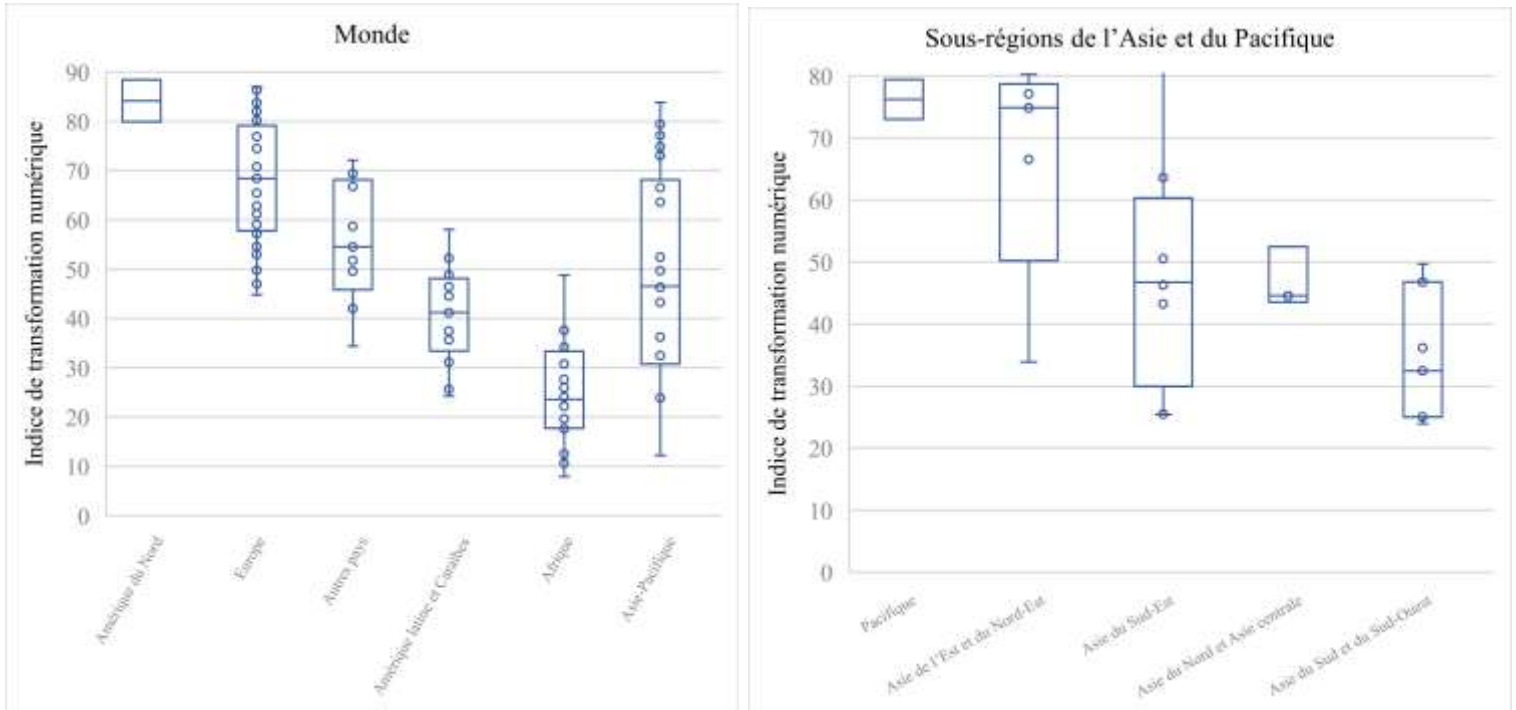 Monde
Indice de transformation numérique
90
80
70
60
50
40
30
20
10
0
Amérique du Nord
Europe
Autres pays
Amérique latine et Caraïbes
Afrique
Asie-Pacifique
Sous-régions de l’Asie et du Pacifique
Indice de transformation numérique
80
70
60
50
40
30
20
10
0
Pacifique
Asie de l’Est et du Nord-Est
Asie du Sud-Est
Asie du Nord et Asie centrale
Asie du Sud et du Sud-Ouest